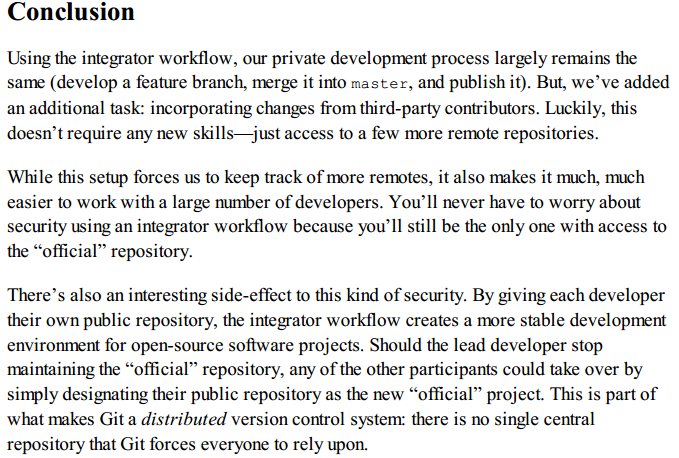 Conclusion
Using the integrator workflow, our private development process largely remains the
same (develop a feature branch, merge it into master, and publish it). But, we’ve added
an additional task: incorporating changes from third-party contributors. Luckily, this
doesn’t require any new skills—just access to a few more remote repositories.
While this setup forces us to keep track of more remotes, it also makes it much, much
easier to work with a large number of developers. You’ll never have to worry about
security using an integrator workflow because you’ll still be the only one with access to
the “official” repository.
There’s also an interesting side-effect to this kind of security. By giving each developer
their own public repository, the integrator workflow creates a more stable development
environment for open-source software projects. Should the lead developer stop
maintaining the “official” repository, any of the other participants could take over by
simply designating their public repository as the new “official” project. This is part of
what makes Git a distributed version control system: there is no single central
repository that Git forces everyone to rely upon.